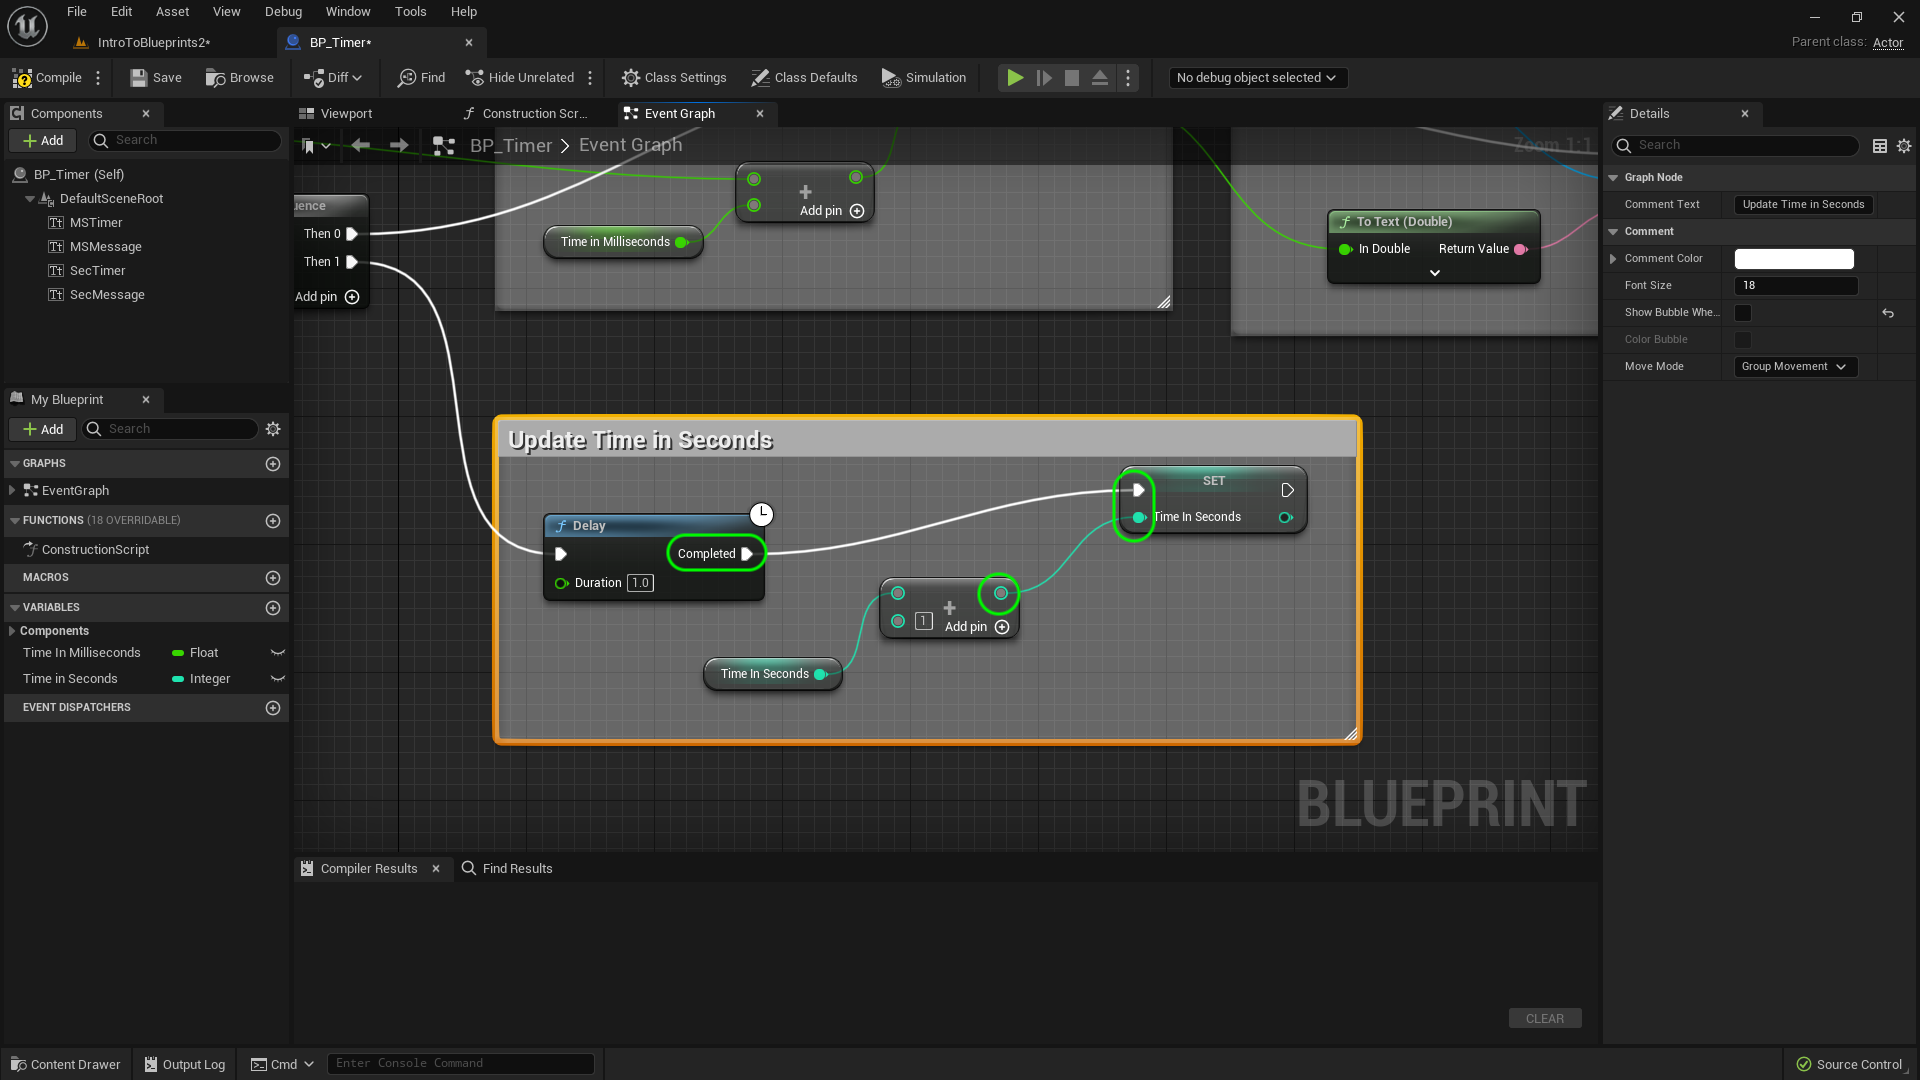 File Edit View Asset Debug Window Tools Help
IntroToBlueprints2*
BP_Timer*
Parent class: Actor
Compile
Save
Browse
Diff
Find
Hide Unrelated
Class Settings
Class Defaults
Simulation
No debug object selected
Components
Add
Search
BP_Timer (Self)
DefaultSceneRoot
MSTimer
MSMessage
SecTimer
SecMessage
My Blueprint
Add
Search
GRAPHS
EventGraph
FUNCTIONS (18 OVERRIDABLE)
ConstructionScript
MACROS
VARIABLES
Components
Time In Milliseconds Float
Time in Seconds Integer
EVENT DISPATCHERS
Viewport
Construction Scr...
Event Graph
BP_Timer > Event Graph
Zoom 1:1
uence
Then 0
Then 1
Add pin
Add pin
Time in Milliseconds
To Text (Double)
In Double Return Value
Update Time in Seconds
Delay
Completed
Duration 1.0
SET
Time In Seconds
1
Add pin
Time In Seconds
BLUEPRINT
Compiler Results
Find Results
CLEAR
Details
Search
Graph Node
Comment Text Update Time in Seconds
Comment
Comment Color
Font Size 18
Show Bubble Whe...
Color Bubble
Move Mode Group Movement
Content Drawer
Output Log
Cmd
Enter Console Command
Source Control